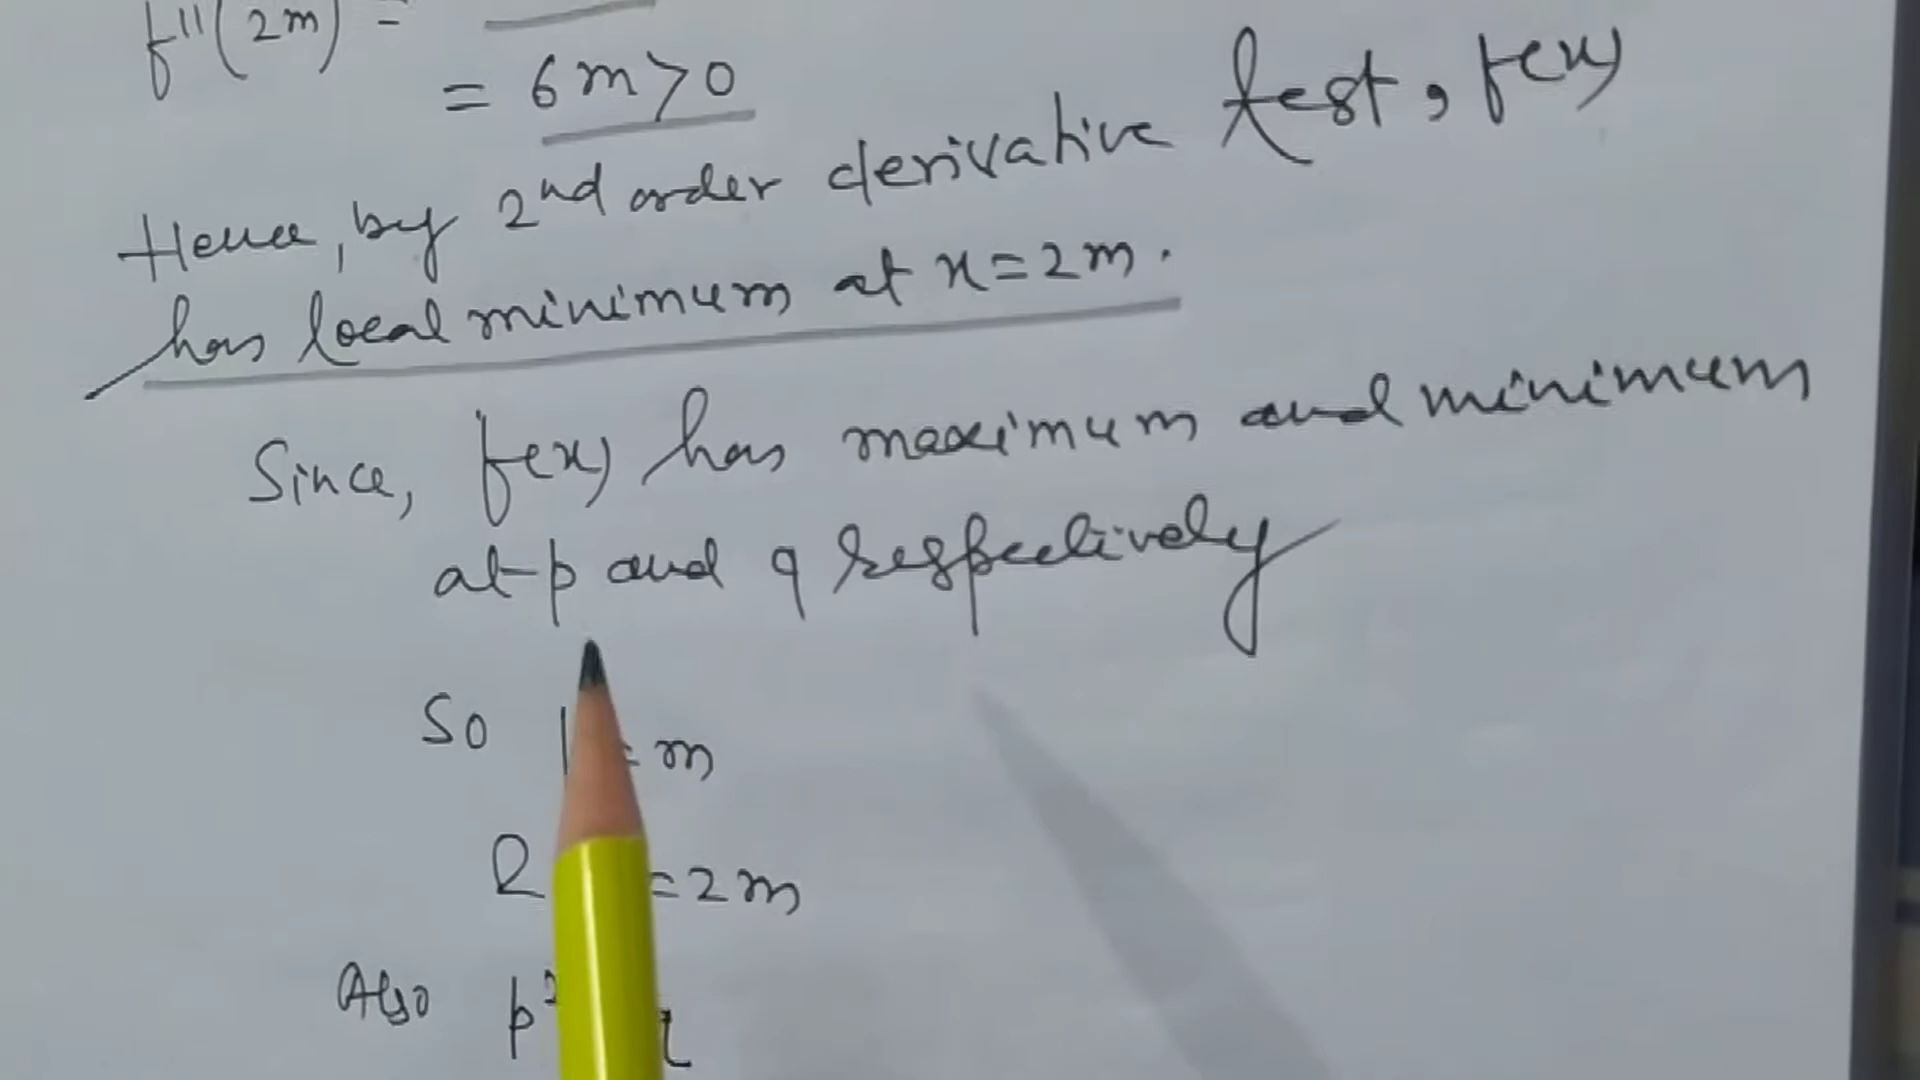 f''(2m) =
= 6m>0
Hence, by 2nd order derivative test, f(x)
has local minimum at x=2m.
Since, f(x) has maximum and minimum
at p and q respectively
So = m
=2m
Also p²